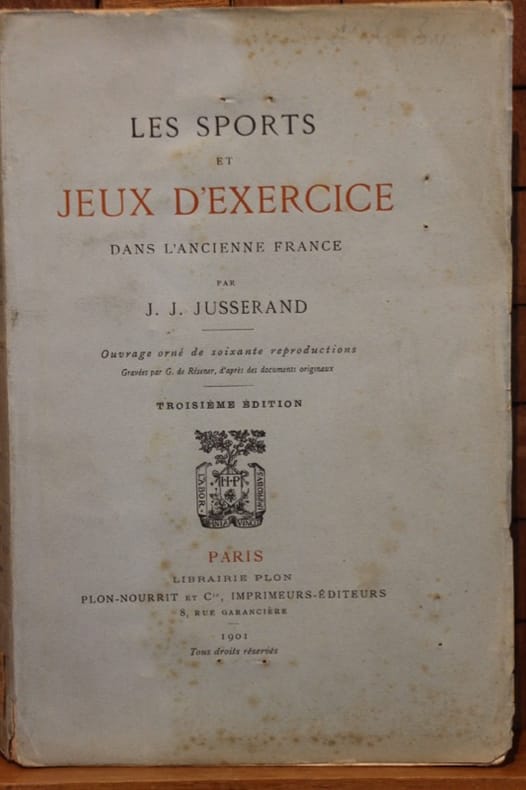 LES SPORTS
ET
JEUX D'EXERCICE
DANS L'ANCIENNE FRANCE
PAR
J. J. JUSSERAND
Ouvrage orné de soixante reproductions
Gravées par G. de Rézener, d'après des documents originaux
TROISIÈME ÉDITION
LABOR
H-P
PARIS
LIBRAIRIE PLON
PLON-NOURRIT ET Cie, IMPRIMEURS-ÉDITEURS
8, RUE GARANCIÈRE
1901
Tous droits réservés